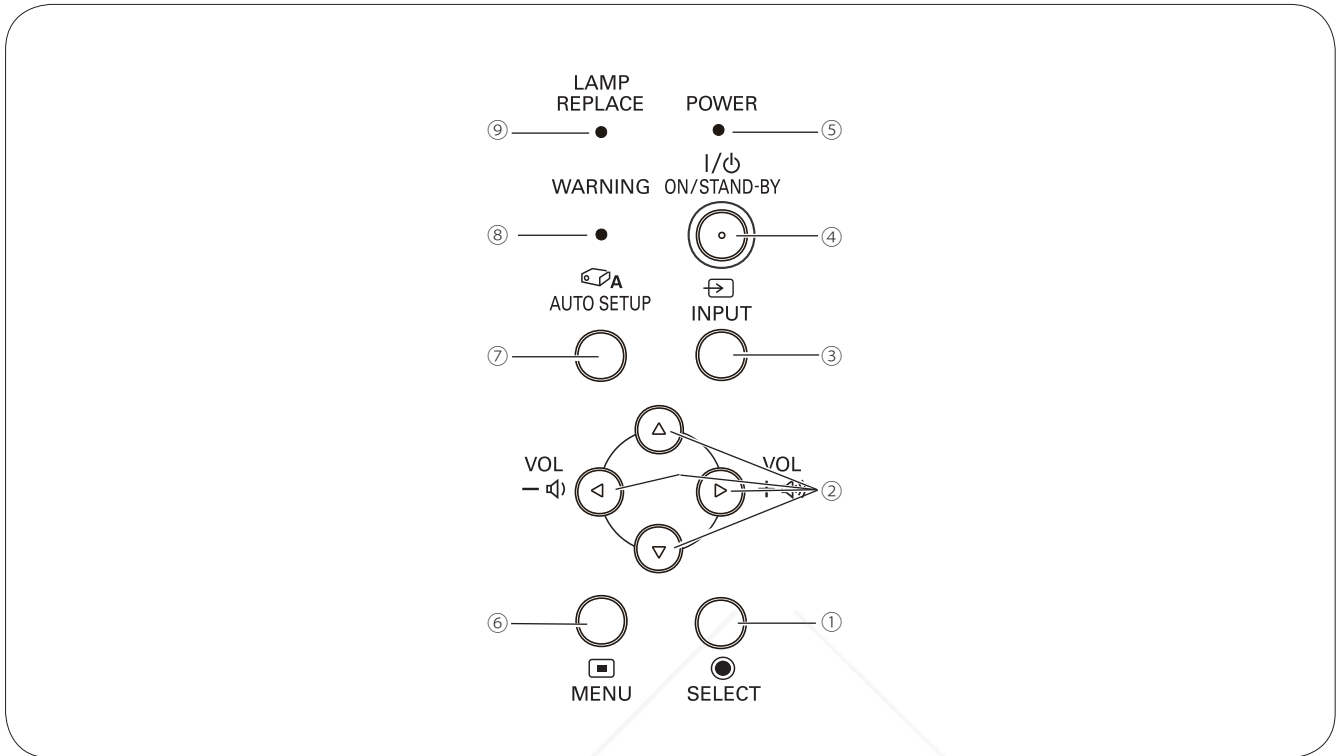 LAMP
REPLACE
POWER
⑨
⑤
I/⏻
WARNING
ON/STAND-BY
⑧
④
A
AUTO SETUP
INPUT
⑦
③
VOL
VOL
−
+
②
⑥
①
MENU
SELECT